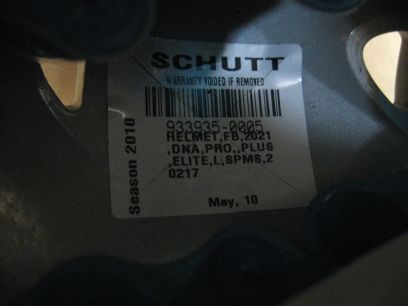 SCHUTT
WARRANTY VOIDED IF REMOVED
933935-0005
HELMET,FB,2021
,DNA,PRO,,PLUS
,ELITE,L,SPMS,2
0217
May, 10
Season 2010